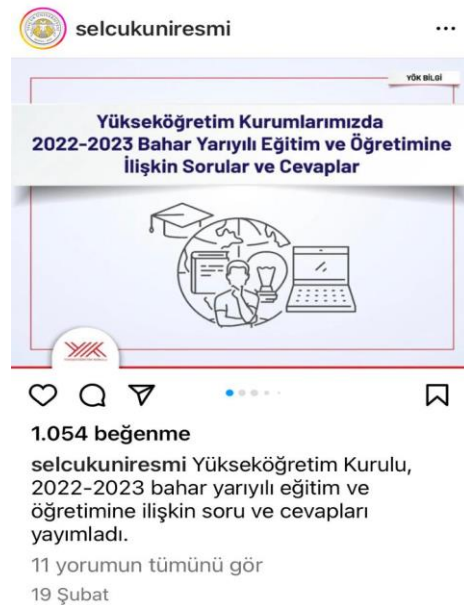 selcukuniresmi
YÖK BİLGİ
Yükseköğretim Kurumlarımızda
2022-2023 Bahar Yarıyılı Eğitim ve Öğretimine
İlişkin Sorular ve Cevaplar
1.054 beğenme
selcukuniresmi Yükseköğretim Kurulu,
2022-2023 bahar yarıyılı eğitim ve
öğretimine ilişkin soru ve cevapları
yayımladı.
11 yorumun tümünü gör
19 Şubat